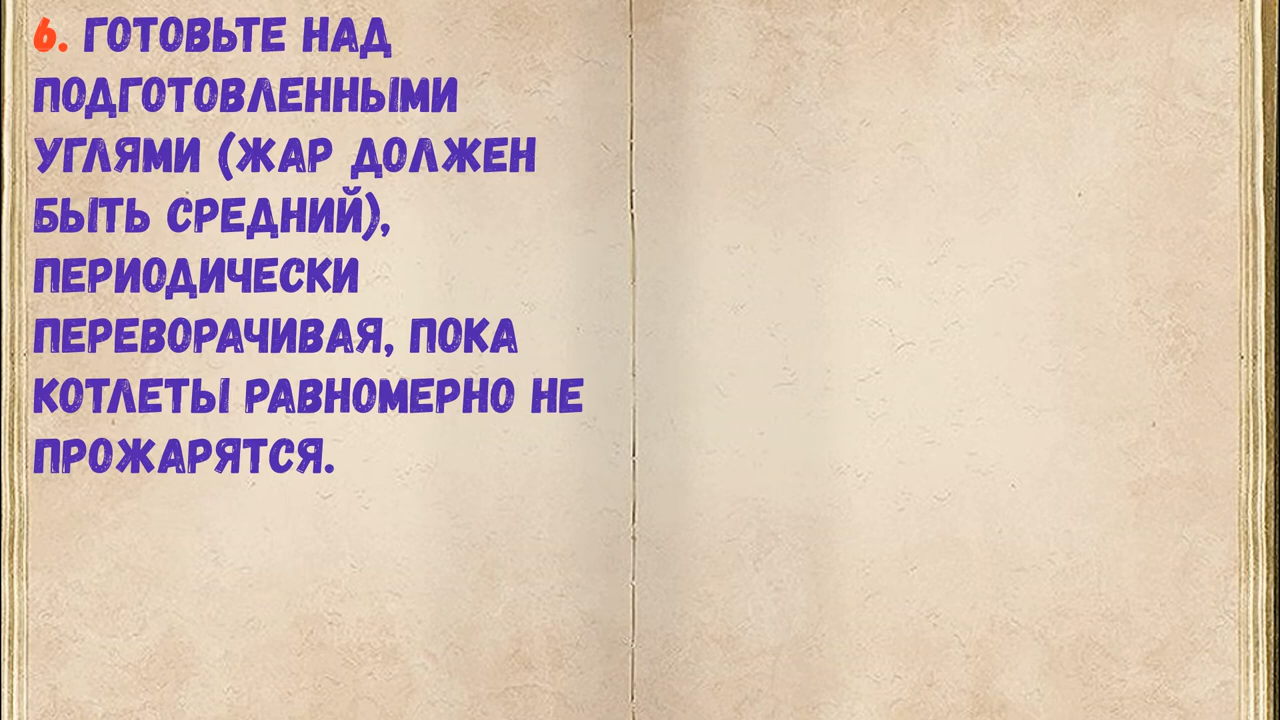 6. ГОТОВЬТЕ НАД
ПОДГОТОВЛЕННЫМИ
УГЛЯМИ (ЖАР ДОЛЖЕН
БЫТЬ СРЕДНИЙ),
ПЕРИОДИЧЕСКИ
ПЕРЕВОРАЧИВАЯ, ПОКА
КОТЛЕТЫ РАВНОМЕРНО НЕ
ПРОЖАРЯТСЯ.